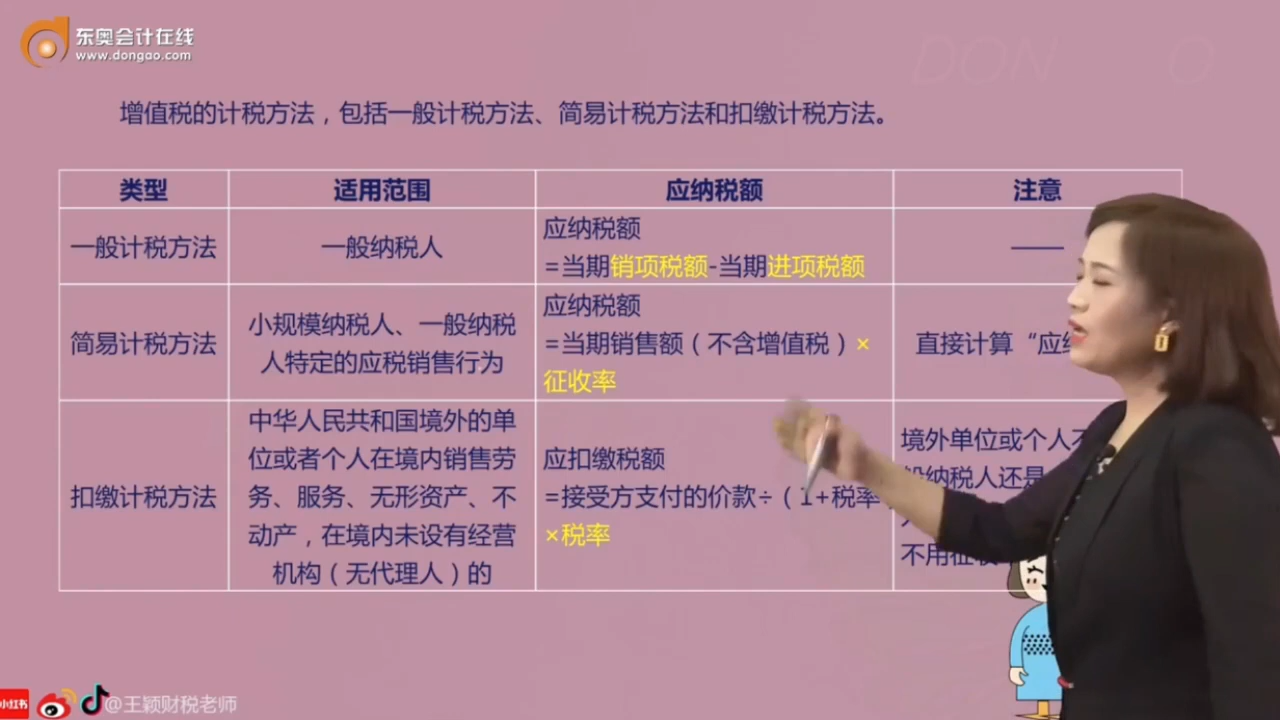 东奥会计在线
www.dongao.com
DON
增值税的计税方法，包括一般计税方法、简易计税方法和扣缴计税方法。
类型 适用范围 应纳税额 注意
一般计税方法 一般纳税人 应纳税额
=当期销项税额-当期进项税额
——
简易计税方法 小规模纳税人、一般纳税
人特定的应税销售行为
应纳税额
=当期销售额（不含增值税）×
征收率
直接计算“应
扣缴计税方法 中华人民共和国境外的单
位或者个人在境内销售劳
务、服务、无形资产、不
动产，在境内未设有经营
机构（无代理人）的
应扣缴税额
=接受方支付的价款÷（1+税率
×税率
境外单位或个人不
纳税人还是
不用征收
小红书
@王颖财税老师